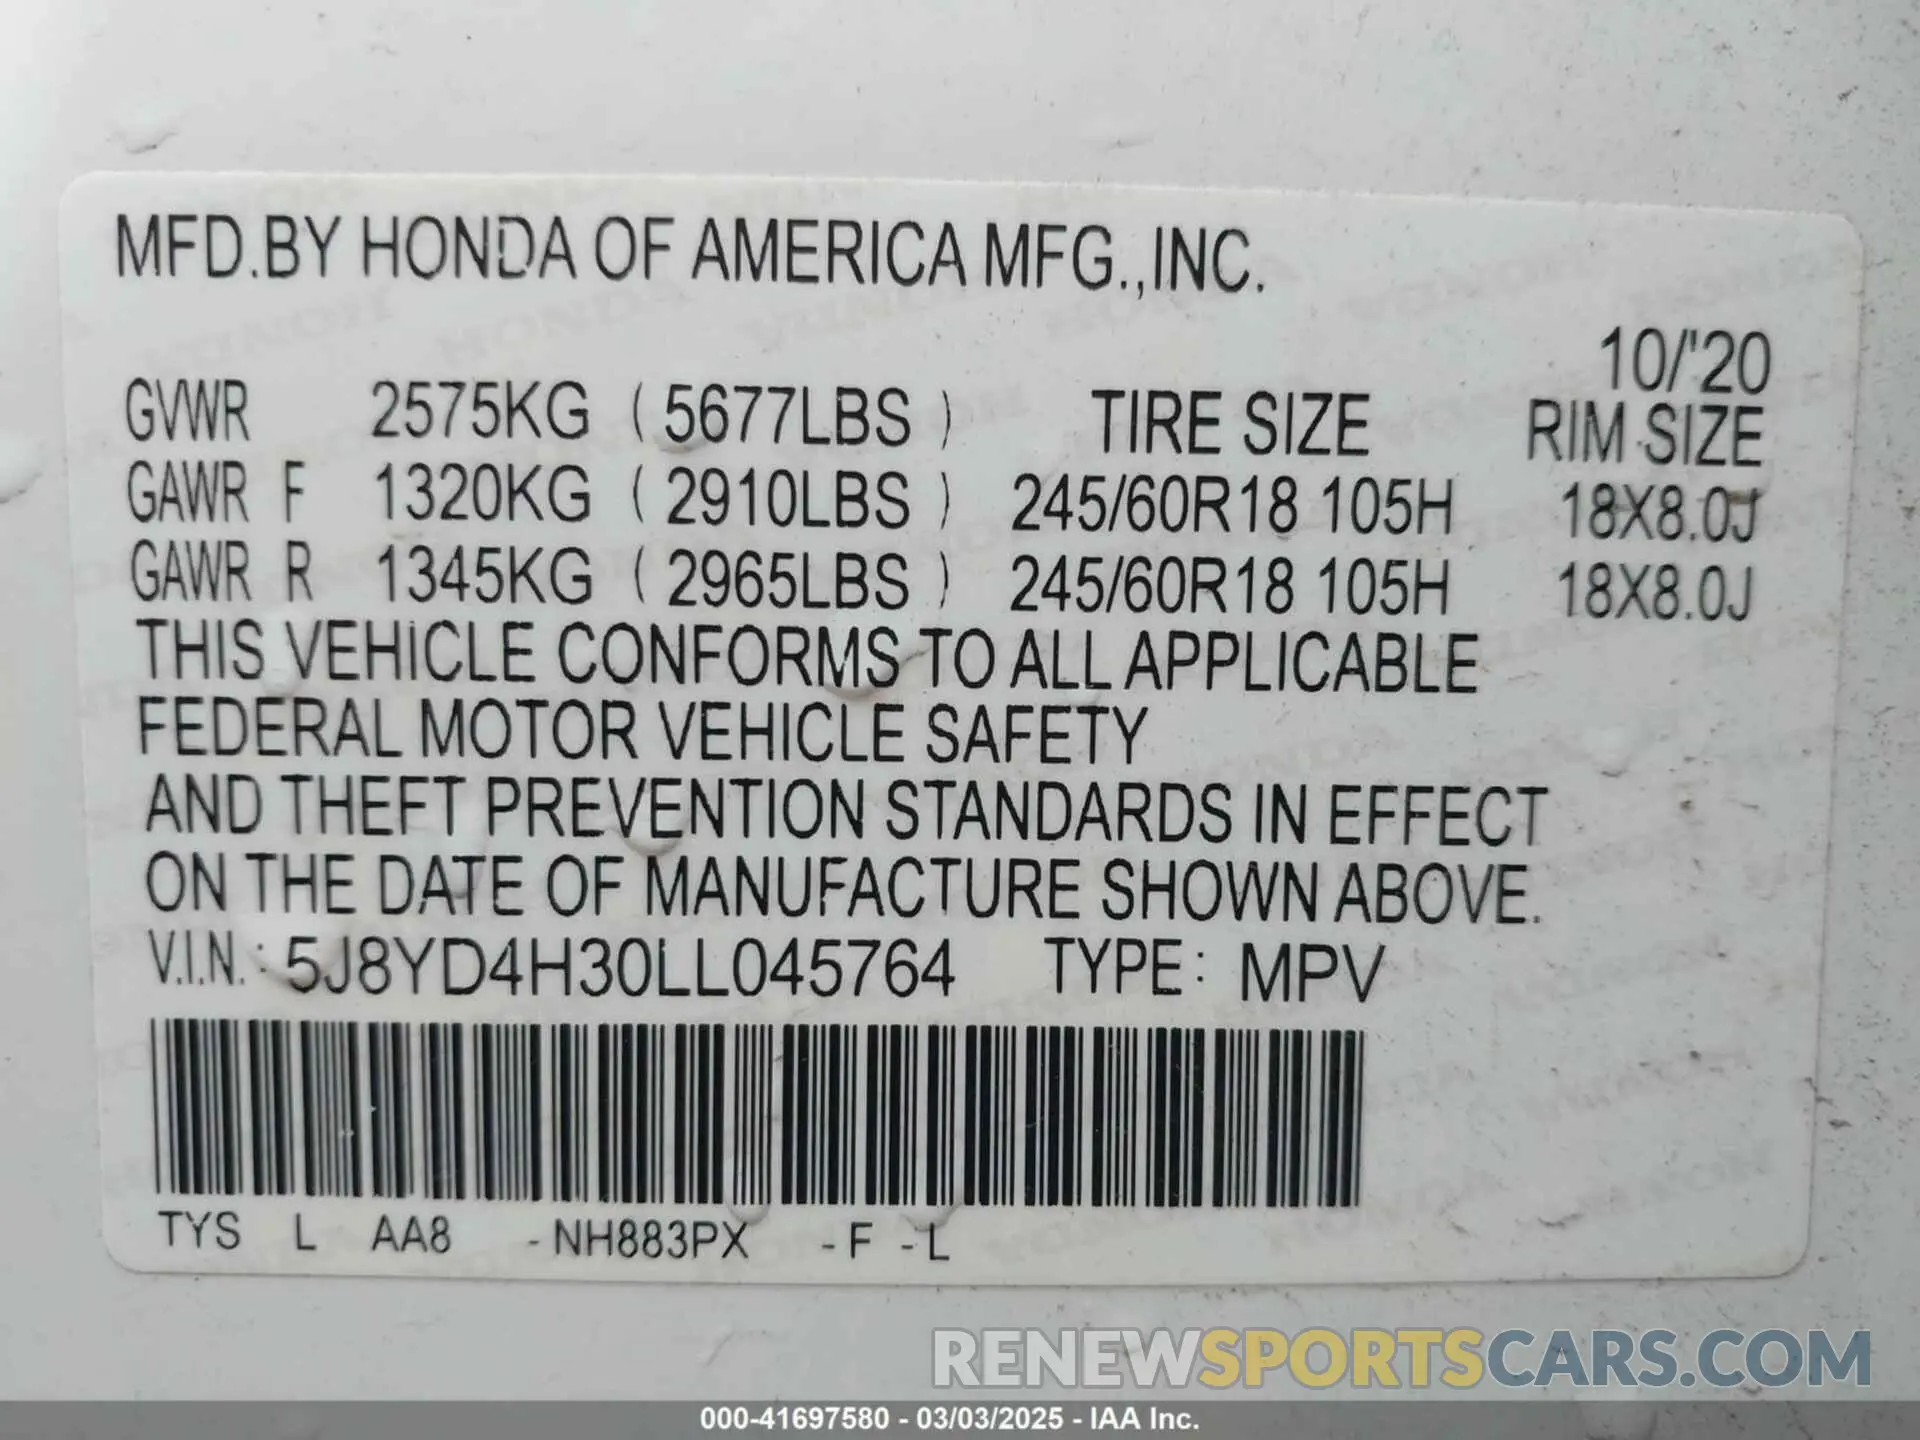 MFD.BY HONDA OF AMERICA MFG.,INC.
10/'20
GVWR 2575KG ( 5677LBS ) TIRE SIZE RIM SIZE
GAWR F 1320KG ( 2910LBS ) 245/60R18 105H 18X8.0J
GAWR R 1345KG ( 2965LBS ) 245/60R18 105H 18X8.0J
THIS VEHICLE CONFORMS TO ALL APPLICABLE
FEDERAL MOTOR VEHICLE SAFETY
AND THEFT PREVENTION STANDARDS IN EFFECT
ON THE DATE OF MANUFACTURE SHOWN ABOVE.
V.I.N.: 5J8YD4H30LL045764 TYPE: MPV
TYS L AA8 -NH883PX -F -L
RENEWSPORTSCARS.COM
000-41697580 - 03/03/2025 - IAA Inc.